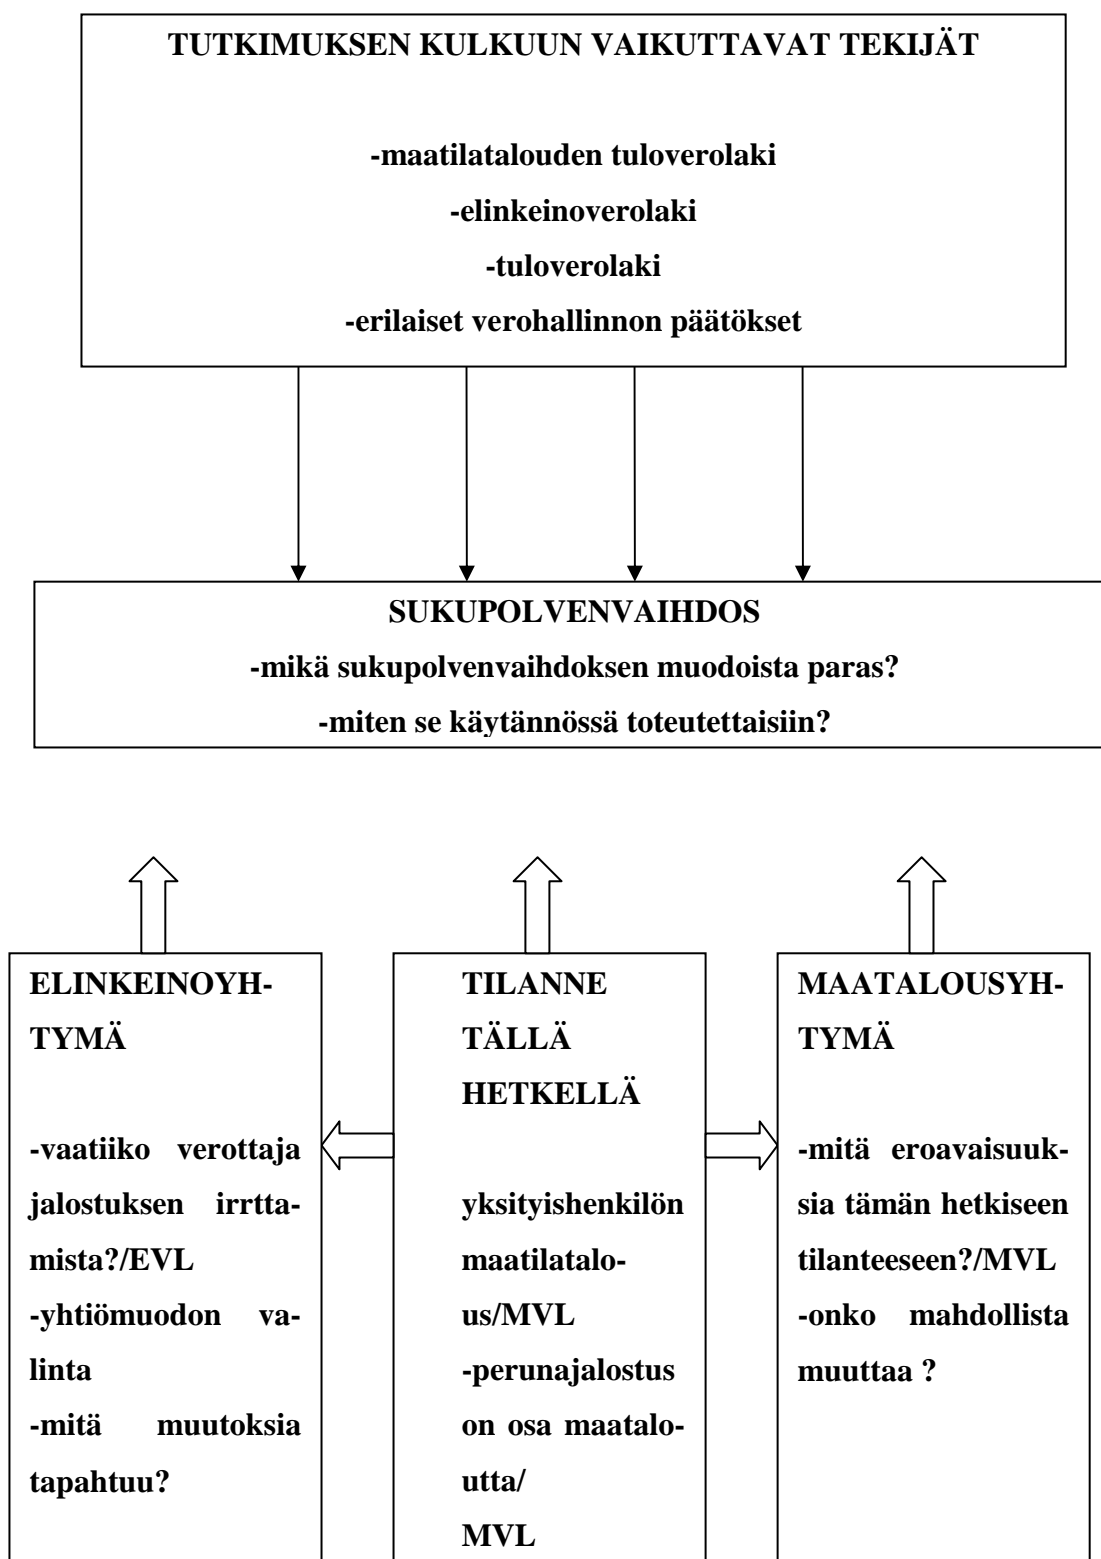 TUTKIMUKSEN KULKUUN VAIKUTTAVAT TEKIJÄT
-maatilatalouden tuloverolaki
-elinkeinoverolaki
-tuloverolaki
-erilaiset verohallinnon päätökset
SUKUPOLVENVAIHDOS
-mikä sukupolvenvaihdoksen muodoista paras?
-miten se käytännössä toteutettaisiin?
ELINKEINOYH-
TYMÄ
-vaatiiko verottaja
jalostuksen irrtta-
mista?/EVL
-yhtiömuodon va-
linta
-mitä muutoksia
tapahtuu?
TILANNE
TÄLLÄ
HETKELLÄ
yksityishenkilön
maatilatalo-
us/MVL
-perunajalostus
on osa maatalo-
utta/
MVL
MAATALOUSYH-
TYMÄ
-mitä eroavaisuuk-
sia tämän hetkiseen
tilanteeseen?/MVL
-onko mahdollista
muuttaa ?